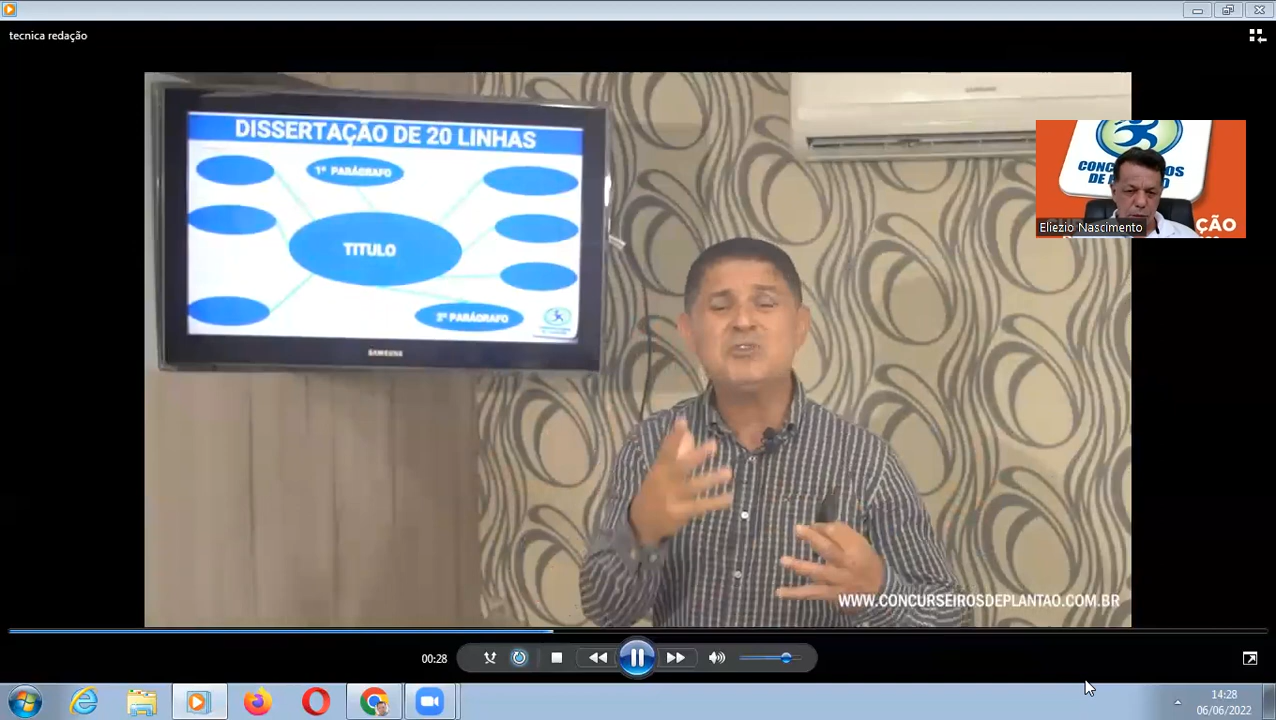 tecnica redação
DISSERTAÇÃO DE 20 LINHAS
1º PARÁGRAFO
TITULO
2º PARÁGRAFO
SAMSUNG
SAMSUNG
Eliezio Nascimento
WWW.CONCURSEIROSDEPLANTAO.COM.BR
00:28
14:28
06/06/2022